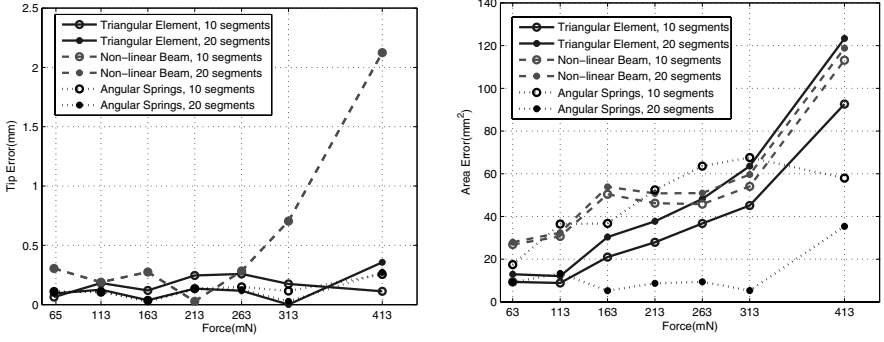 2.5
2
1.5
1
0.5
0
Tip Error(mm)
Triangular Element, 10 segments
Triangular Element, 20 segments
Non−linear Beam, 10 segments
Non−linear Beam, 20 segments
Angular Springs, 10 segments
Angular Springs, 20 segments
65 113 163 213 263 313 413
Force(mN)
140
120
100
80
60
40
20
0
Area Error(mm²)
Triangular Element, 10 segments
Triangular Element, 20 segments
Non−linear Beam, 10 segments
Non−linear Beam, 20 segments
Angular Springs, 10 segments
Angular Springs, 20 segments
63 113 163 213 263 313 413
Force(mN)